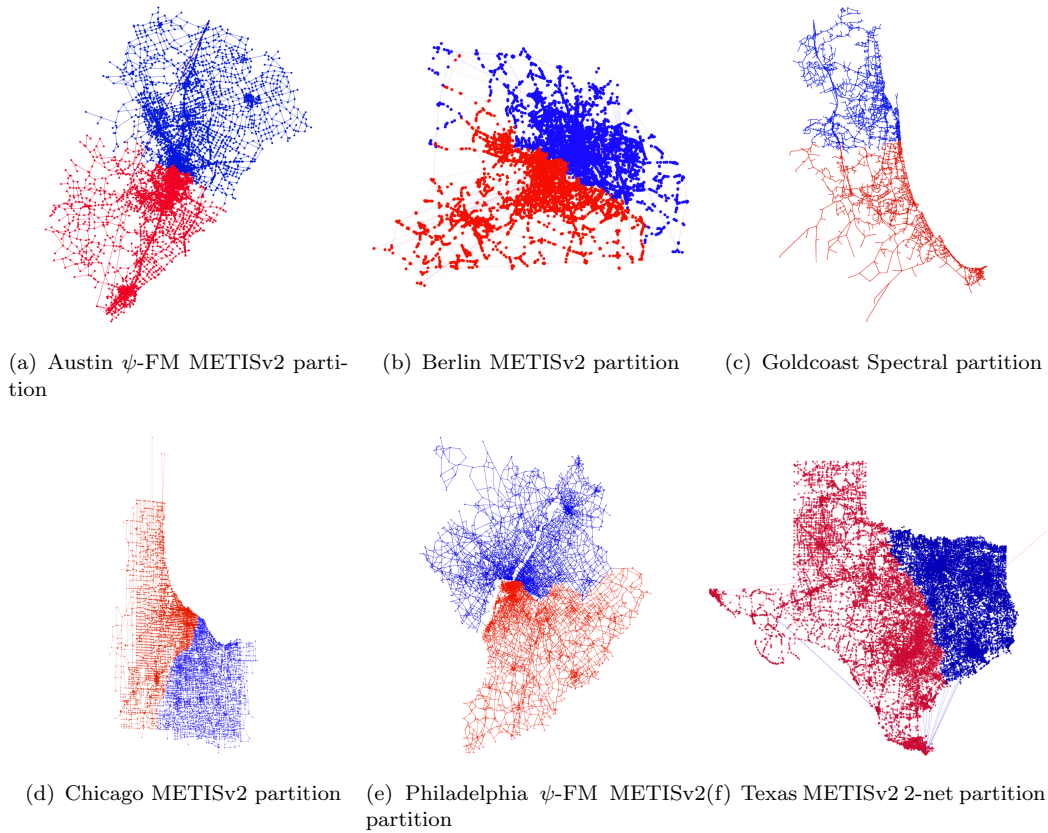 (a) Austin ψ-FM METISv2 parti-
tion
(b) Berlin METISv2 partition
(c) Goldcoast Spectral partition
(d) Chicago METISv2 partition
(e) Philadelphia ψ-FM METISv2
partition
(f) Texas METISv2 2-net partition